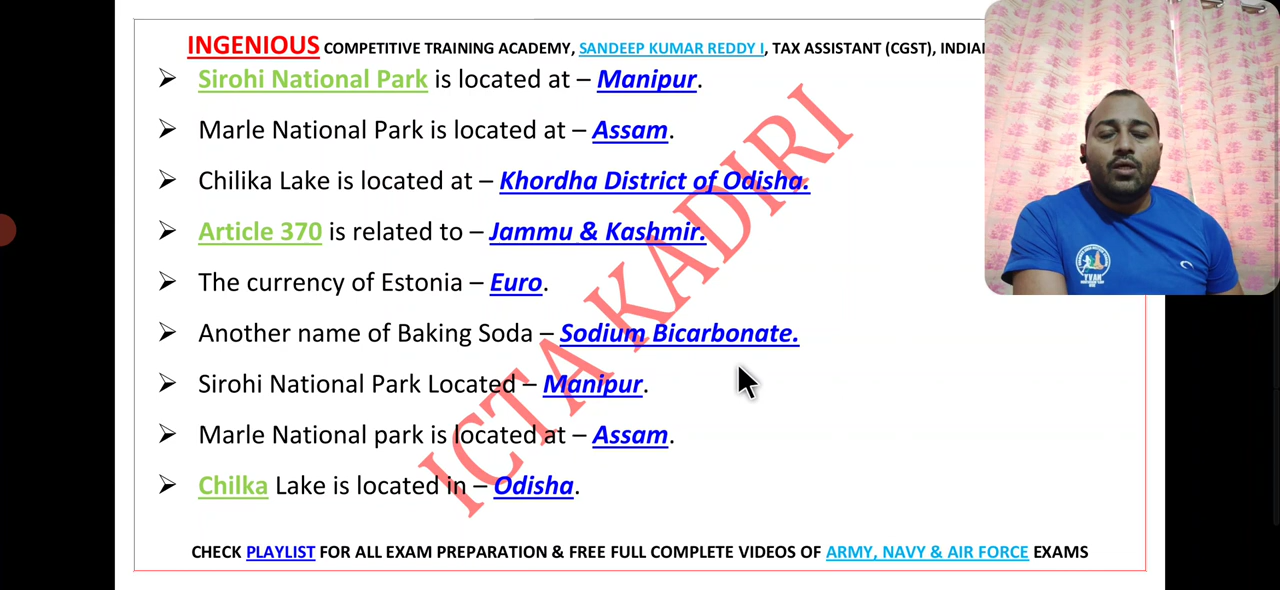 INGENIOUS COMPETITIVE TRAINING ACADEMY, SANDEEP KUMAR REDDY I, TAX ASSISTANT (CGST),
➢ Sirohi National Park is located at – Manipur.
➢ Marle National Park is located at – Assam.
➢ Chilika Lake is located at – Khordha District of Odisha.
➢ Article 370 is related to – Jammu & Kashmir.
➢ The currency of Estonia – Euro.
➢ Another name of Baking Soda – Sodium Bicarbonate.
➢ Sirohi National Park Located – Manipur.
➢ Marle National park is located at – Assam.
➢ Chilka Lake is located in – Odisha.
ICTA KADIRI
CHECK PLAYLIST FOR ALL EXAM PREPARATION & FREE FULL COMPLETE VIDEOS OF ARMY, NAVY & AIR FORCE EXAMS